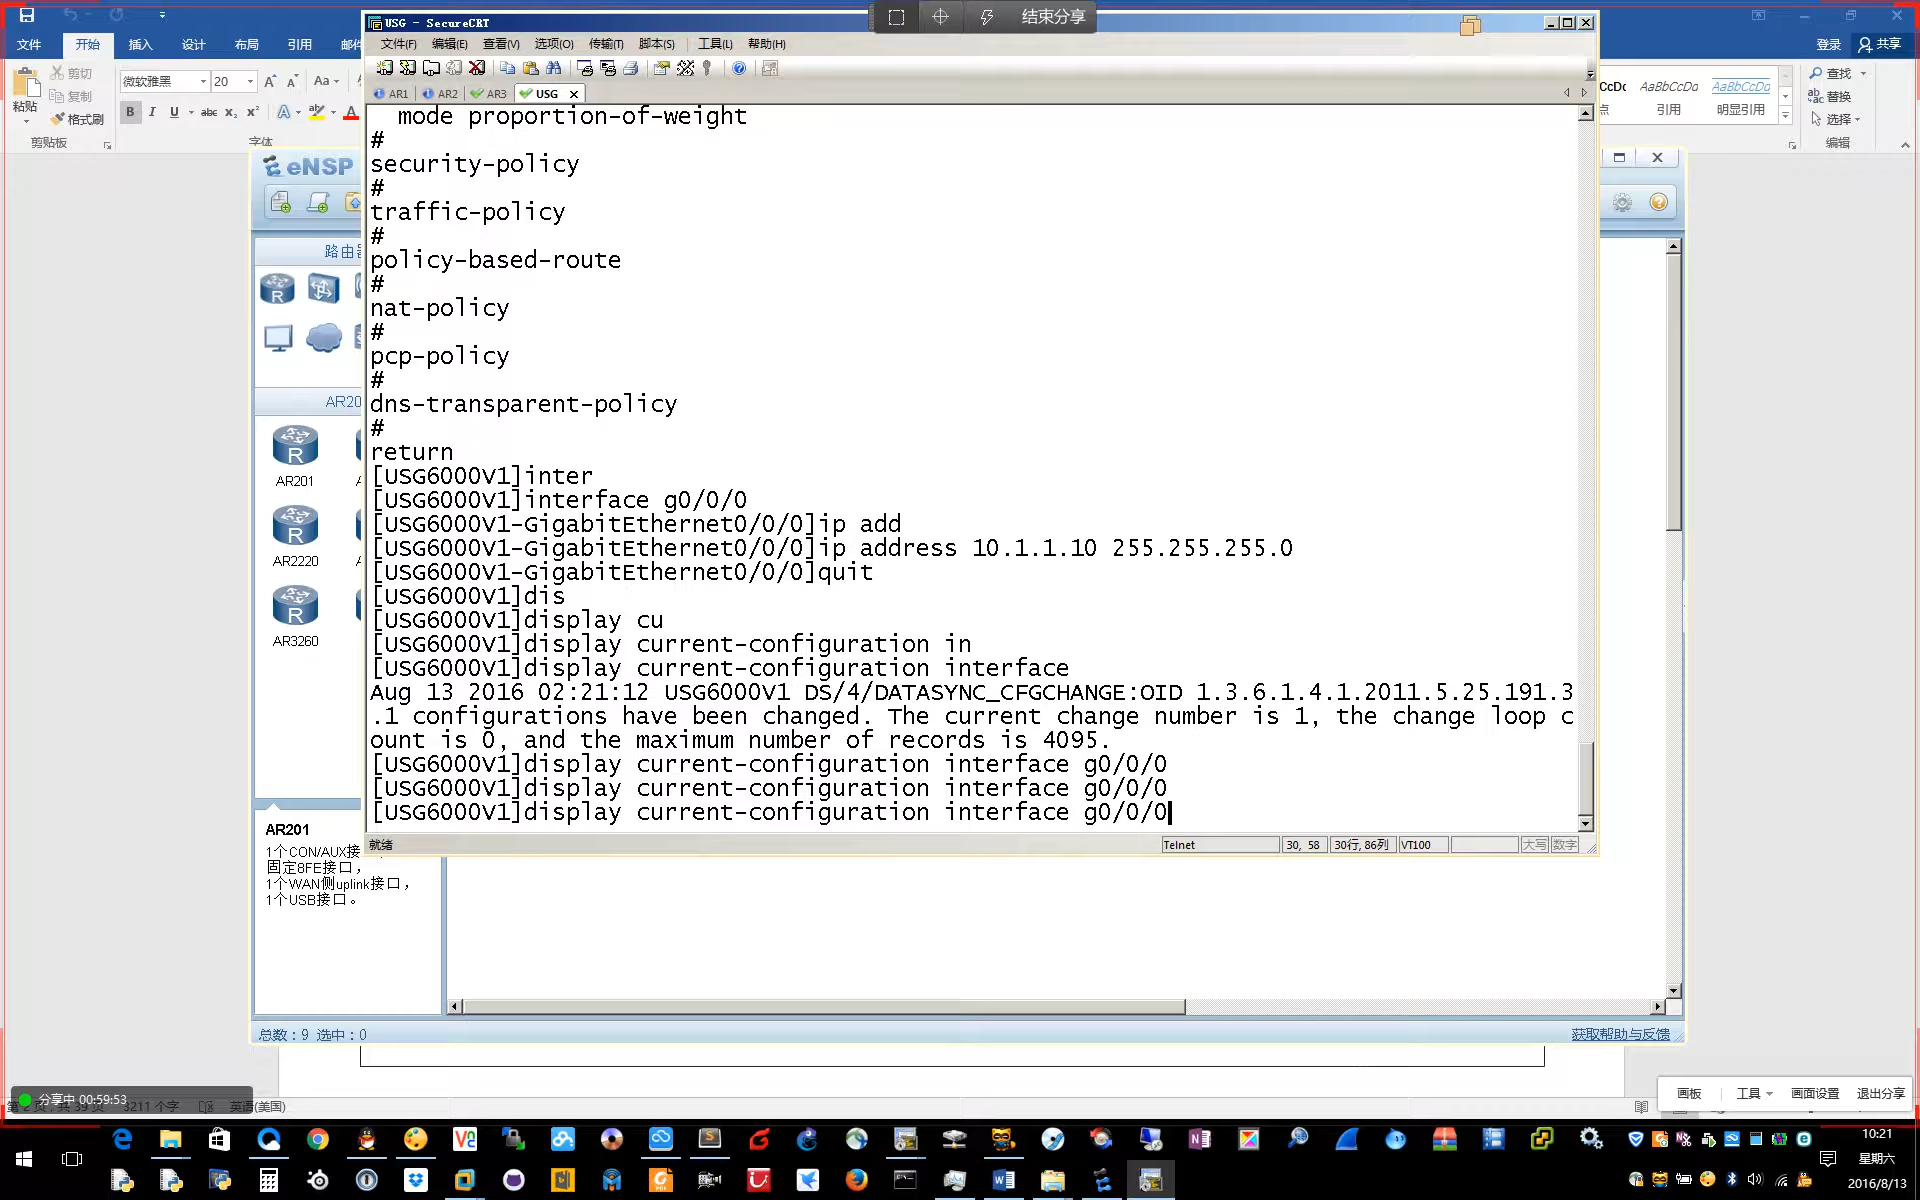 文件 开始 插入 设计 布局 引用 邮件
登录 共享
粘贴 剪切 复制 格式刷
剪贴板
微软雅黑 20
字体
CcDc AaBbCcDo AaBbCcDo
点 引用 明显引用
查找 替换 选择
编辑
结束分享
USG - SecureCRT
文件(F) 编辑(E) 查看(V) 选项(O) 传输(T) 脚本(S) 工具(L) 帮助(H)
AR1 AR2 AR3 USG
mode proportion-of-weight
#
security-policy
#
traffic-policy
#
policy-based-route
#
nat-policy
#
pcp-policy
#
dns-transparent-policy
#
return
[USG6000V1]inter
[USG6000V1]interface g0/0/0
[USG6000V1-GigabitEthernet0/0/0]ip add
[USG6000V1-GigabitEthernet0/0/0]ip address 10.1.1.10 255.255.255.0
[USG6000V1-GigabitEthernet0/0/0]quit
[USG6000V1]dis
[USG6000V1]display cu
[USG6000V1]display current-configuration in
[USG6000V1]display current-configuration interface
Aug 13 2016 02:21:12 USG6000V1 DS/4/DATASYNC_CFGCHANGE:OID 1.3.6.1.4.1.2011.5.25.191.3
.1 configurations have been changed. The current change number is 1, the change loop c
ount is 0, and the maximum number of records is 4095.
[USG6000V1]display current-configuration interface g0/0/0
[USG6000V1]display current-configuration interface g0/0/0
[USG6000V1]display current-configuration interface g0/0/0
就绪 Telnet 30, 58 30行, 86列 VT100 大写 数字
eNSP
路由器
AR20
AR201
AR2220
AR3260
AR201
1个CON/AUX接
固定8FE接口，
1个WAN侧uplink接口，
1个USB接口。
总数：9 选中：0
获取帮助与反馈
分享中 00:59:53
3211 个字 英语(美国)
画板 工具 画面设置 退出分享
10:21
星期六
2016/8/13